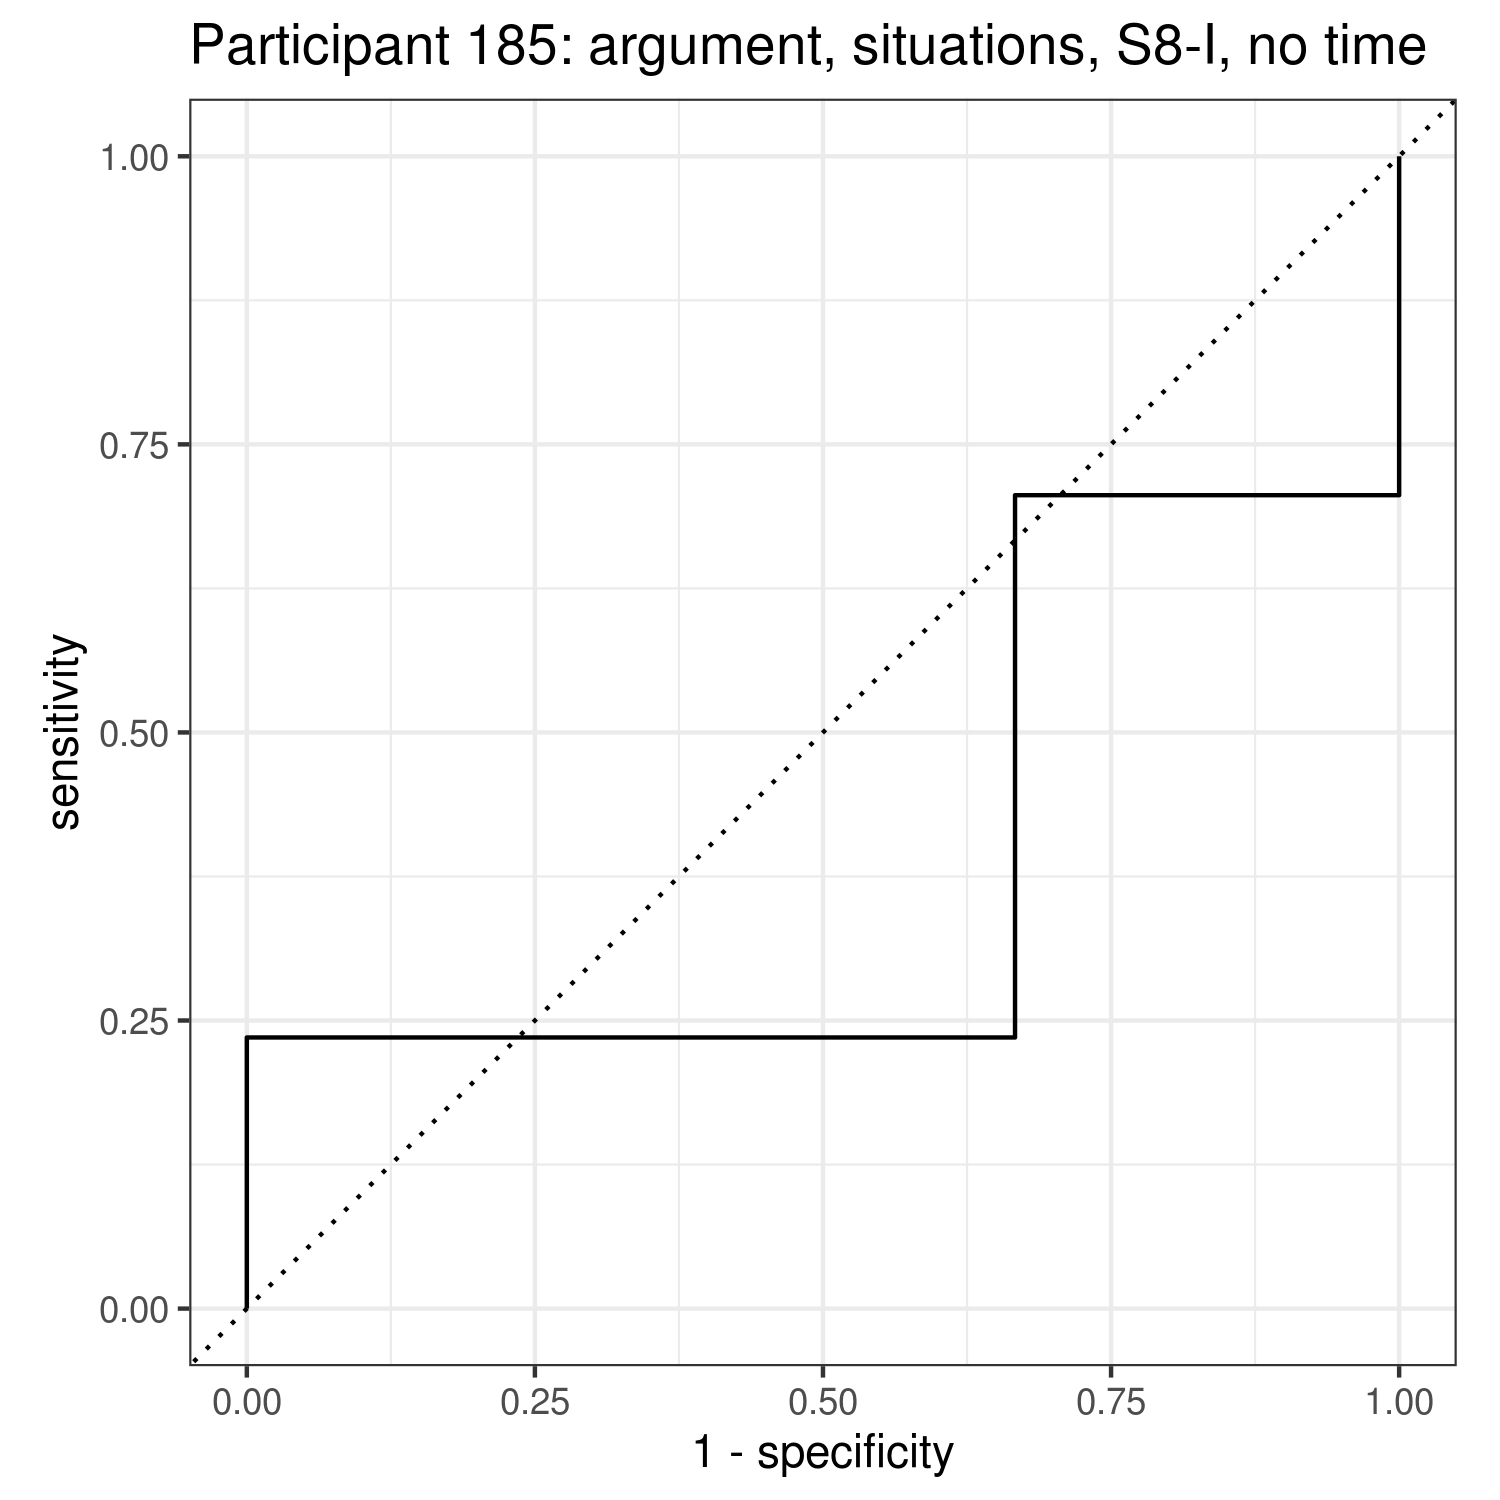 Participant 185: argument, situations, S8-I, no time
1.00
0.75
0.50
0.25
0.00
sensitivity
0.00 0.25 0.50 0.75 1.00
1 - specificity